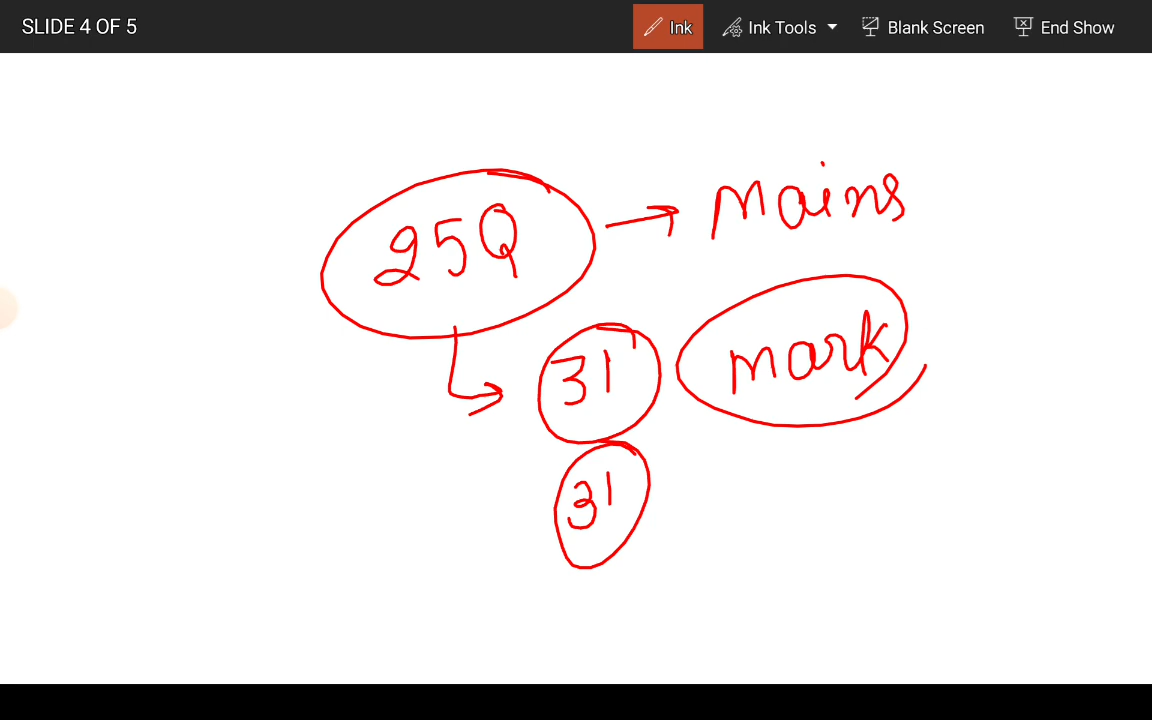 SLIDE 4 OF 5 Ink Ink Tools Blank Screen End Show
25Q → Mains
31 mark
31